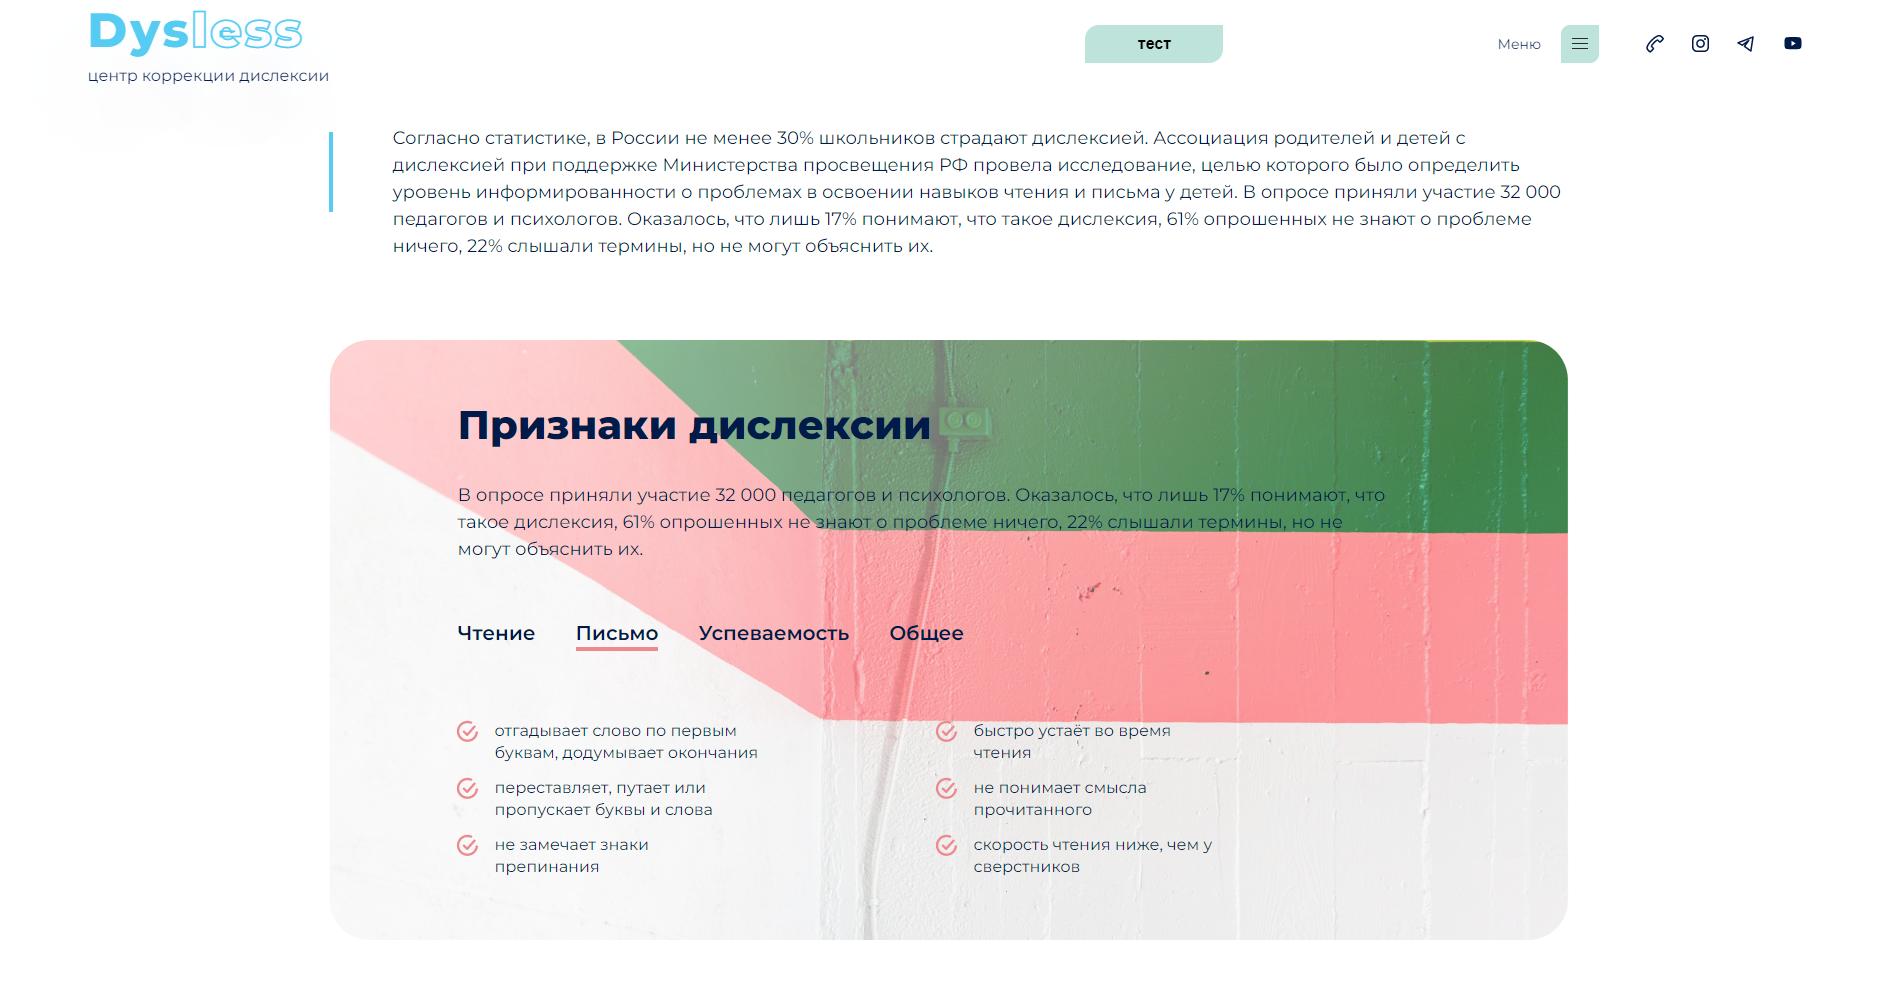 Dysless
центр коррекции дислексии
тест
Меню
Согласно статистике, в России не менее 30% школьников страдают дислексией. Ассоциация родителей и детей с
дислексией при поддержке Министерства просвещения РФ провела исследование, целью которого было определить
уровень информированности о проблемах в освоении навыков чтения и письма у детей. В опросе приняли участие 32 000
педагогов и психологов. Оказалось, что лишь 17% понимают, что такое дислексия, 61% опрошенных не знают о проблеме
ничего, 22% слышали термины, но не могут объяснить их.
Признаки дислексии
В опросе приняли участие 32 000 педагогов и психологов. Оказалось, что лишь 17% понимают, что
такое дислексия, 61% опрошенных не знают о проблеме ничего, 22% слышали термины, но не
могут объяснить их.
Чтение Письмо Успеваемость Общее
отгадывает слово по первым
буквам, додумывает окончания
переставляет, путает или
пропускает буквы и слова
не замечает знаки
препинания
быстро устаёт во время
чтения
не понимает смысла
прочитанного
скорость чтения ниже, чем у
сверстников